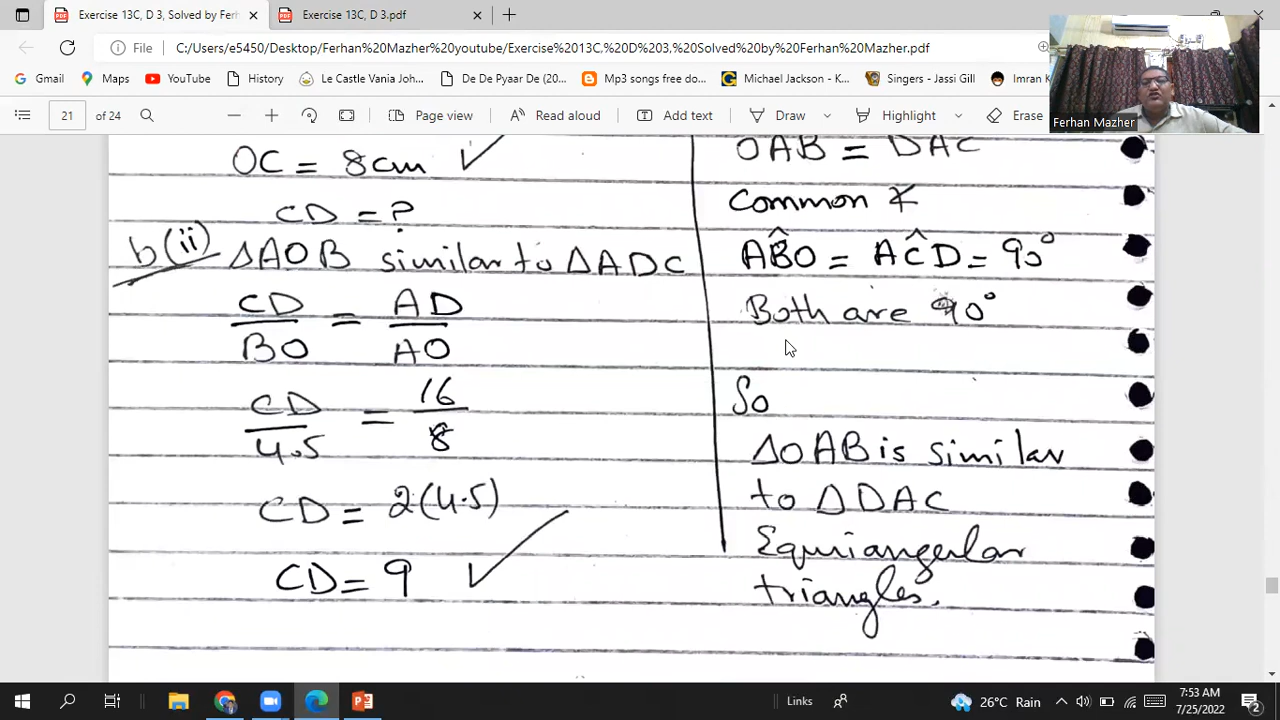 Exercise 13C, D 3, Solved by Ferh
Exercise 13C, D 3.pdf
File
C:/Users/e5450/Desktop/Ferhan%20Ma
Exercise%2013C,%20D%203,%20Solved%20by%20Ferhan%20Mazher.pdf
Gmail
Maps
YouTube
History
Le Castle Vania Joh...
De De Pyaar De(20...
Mp3 songs free do...
Michael Jackson - K...
Singers - Jassi Gill
Imran K
21
of 24
Page view
Read aloud
Add text
Draw
Highlight
Erase
Ferhan Mazher
OC = 8cm ✓
CD = ?
b(ii) ΔAOB similar to ΔADC
CD/BO = AD/AO
CD/4.5 = 16/8
CD = 2(4.5)
CD = 9 ✓
OAB = DAC
Common ∠
AB̂O = AĈD = 90°
Both are 90°
So
ΔOAB is similar
to ΔDAC
Equiangular
triangles.
Links
26°C Rain
7:53 AM
7/25/2022
2